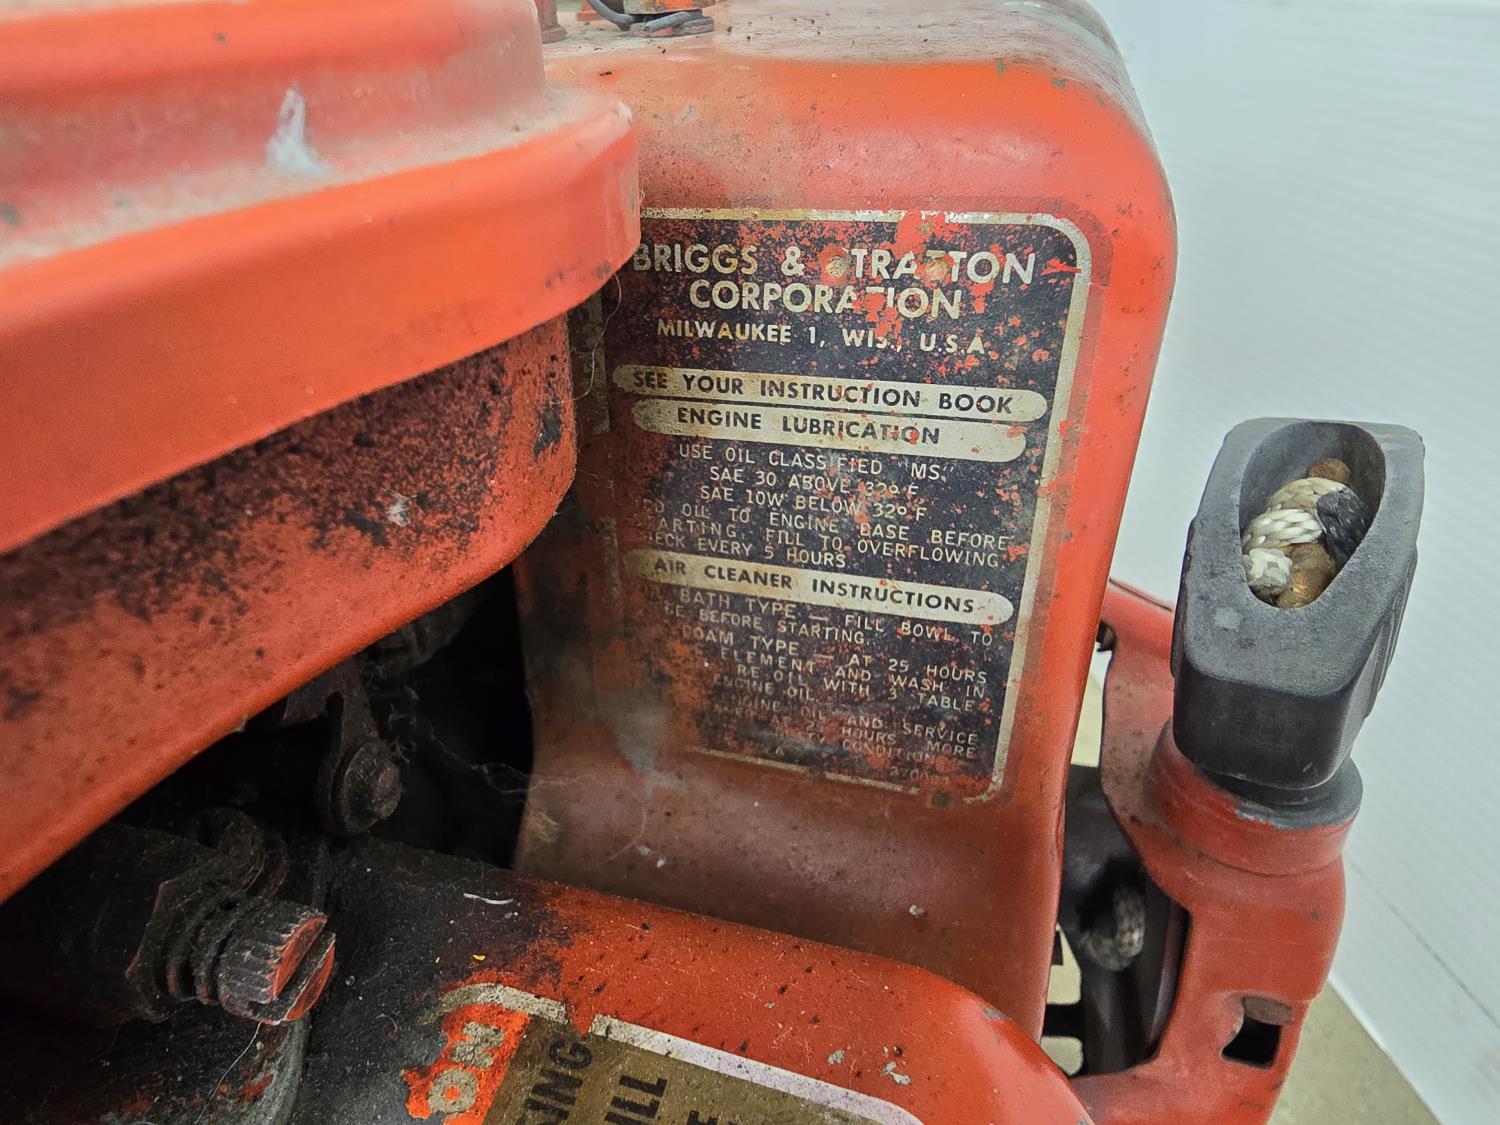 BRIGGS & STRATTON
CORPORATION
MILWAUKEE 1, WIS., U.S.A.
SEE YOUR INSTRUCTION BOOK
ENGINE LUBRICATION
USE OIL CLASSIFIED "MS"
SAE 30 ABOVE 32° F
SAE 10W BELOW 32° F
OIL TO ENGINE BASE BEFORE
STARTING. FILL TO OVERFLOWING.
CHECK EVERY 5 HOURS
AIR CLEANER INSTRUCTIONS
BATH TYPE — FILL BOWL TO
BEFORE STARTING.
FOAM TYPE — AT 25 HOURS
ELEMENT AND WASH IN
RE-OIL WITH 3 TABLE-
ENGINE OIL
ENGINE OIL AND SERVICE
AT 25 HOURS MORE
CONDITION